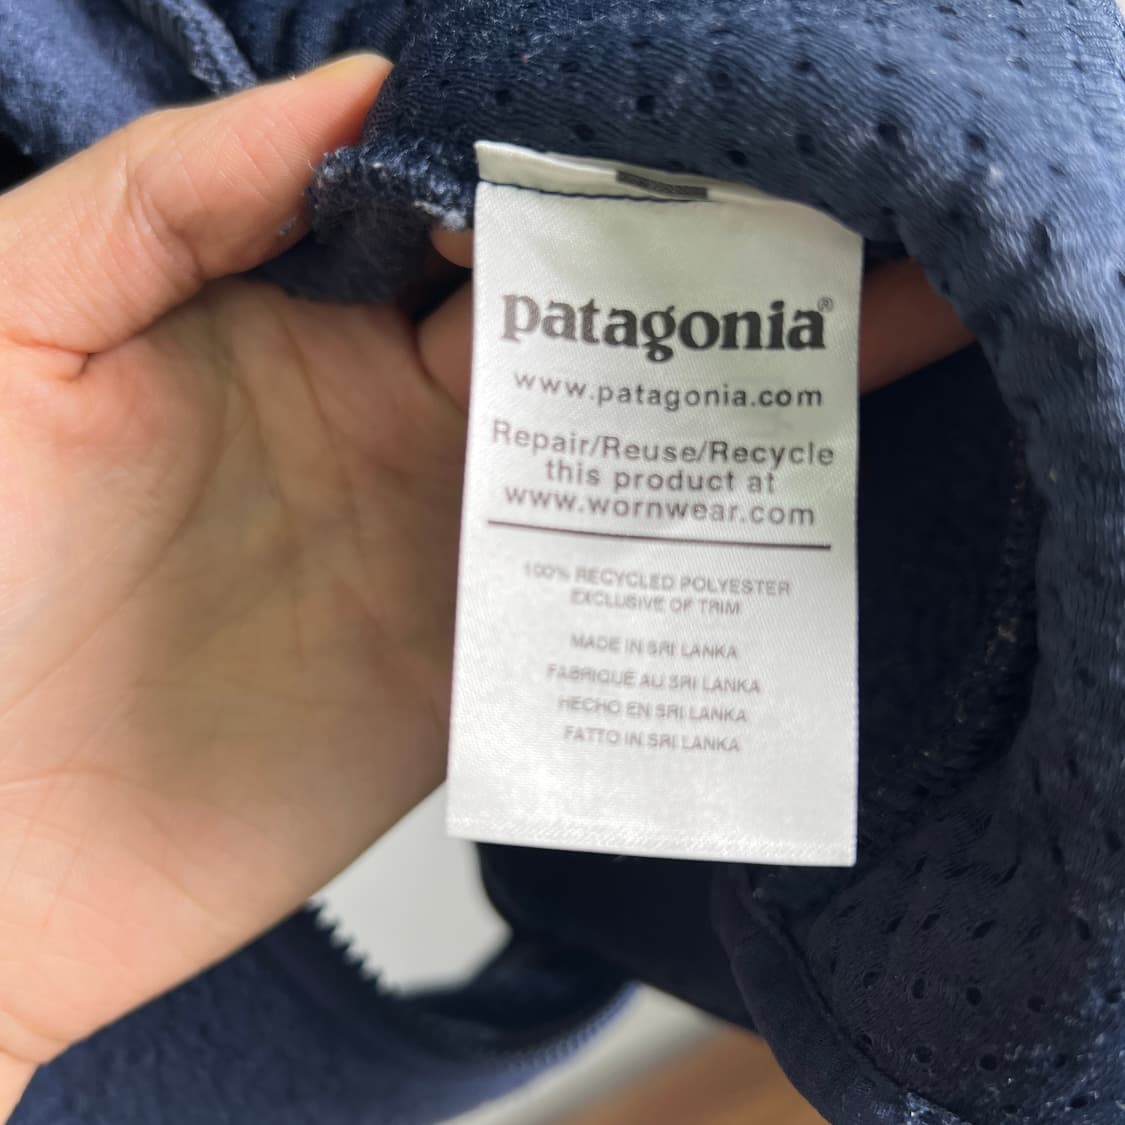 patagonia®
www.patagonia.com
Repair/Reuse/Recycle
this product at
www.wornwear.com
100% RECYCLED POLYESTER
EXCLUSIVE OF TRIM
MADE IN SRI LANKA
FABRIQUÉ AU SRI LANKA
HECHO EN SRI LANKA
FATTO IN SRI LANKA